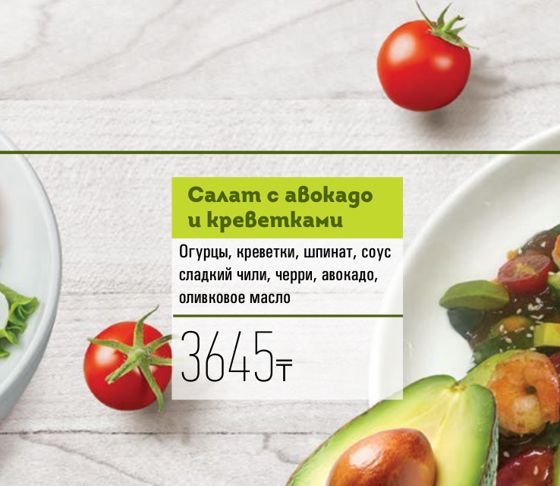 Салат с авокадо
и креветками
Огурцы, креветки, шпинат, соус
сладкий чили, черри, авокадо,
оливковое масло
3645₸